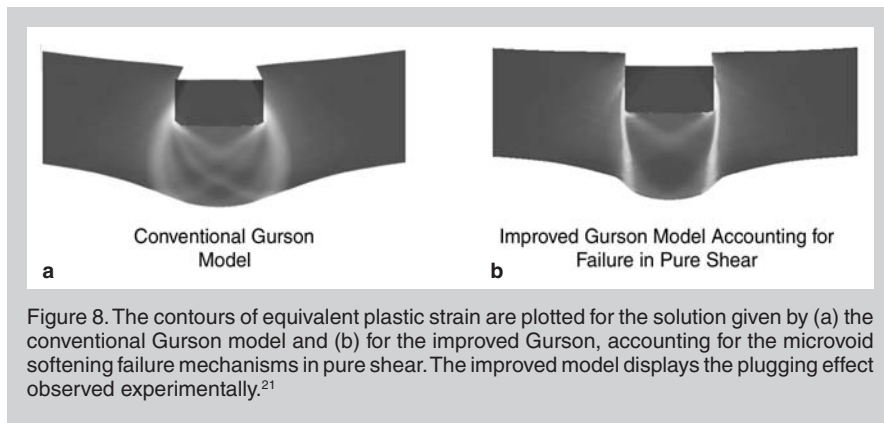 Conventional Gurson
Model
a
Improved Gurson Model Accounting for
Failure in Pure Shear
b
Figure 8. The contours of equivalent plastic strain are plotted for the solution given by (a) the
conventional Gurson model and (b) for the improved Gurson, accounting for the microvoid
softening failure mechanisms in pure shear. The improved model displays the plugging effect
observed experimentally.²¹